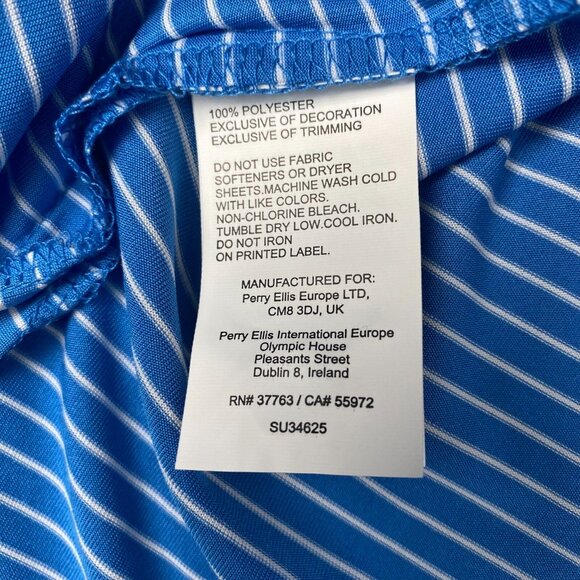 100% POLYESTER
EXCLUSIVE OF DECORATION
EXCLUSIVE OF TRIMMING
DO NOT USE FABRIC
SOFTENERS OR DRYER
SHEETS.MACHINE WASH COLD
WITH LIKE COLORS.
NON-CHLORINE BLEACH.
TUMBLE DRY LOW.COOL IRON.
DO NOT IRON
ON PRINTED LABEL.
MANUFACTURED FOR:
Perry Ellis Europe LTD,
CM8 3DJ, UK
Perry Ellis International Europe
Olympic House
Pleasants Street
Dublin 8, Ireland
RN# 37763 / CA# 55972
SU34625